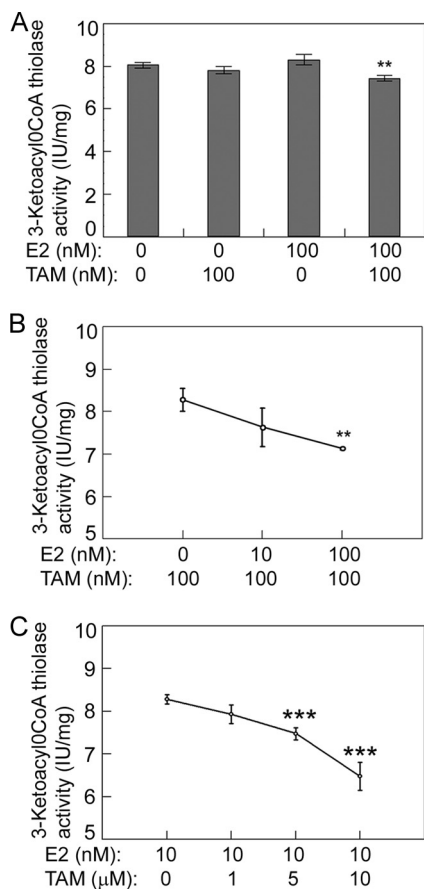 A
3-Ketoacyl0CoA thiolase
activity (IU/mg)
10
8
6
4
2
0
**
E2 (nM): 0 0 100 100
TAM (nM): 0 100 0 100
B
3-Ketoacyl0CoA thiolase
activity (IU/mg)
10
9
8
7
6
5
**
E2 (nM): 0 10 100
TAM (nM): 100 100 100
C
3-Ketoacyl0CoA thiolase
activity (IU/mg)
10
9
8
7
6
5
***
***
E2 (nM): 10 10 10 10
TAM (μM): 0 1 5 10